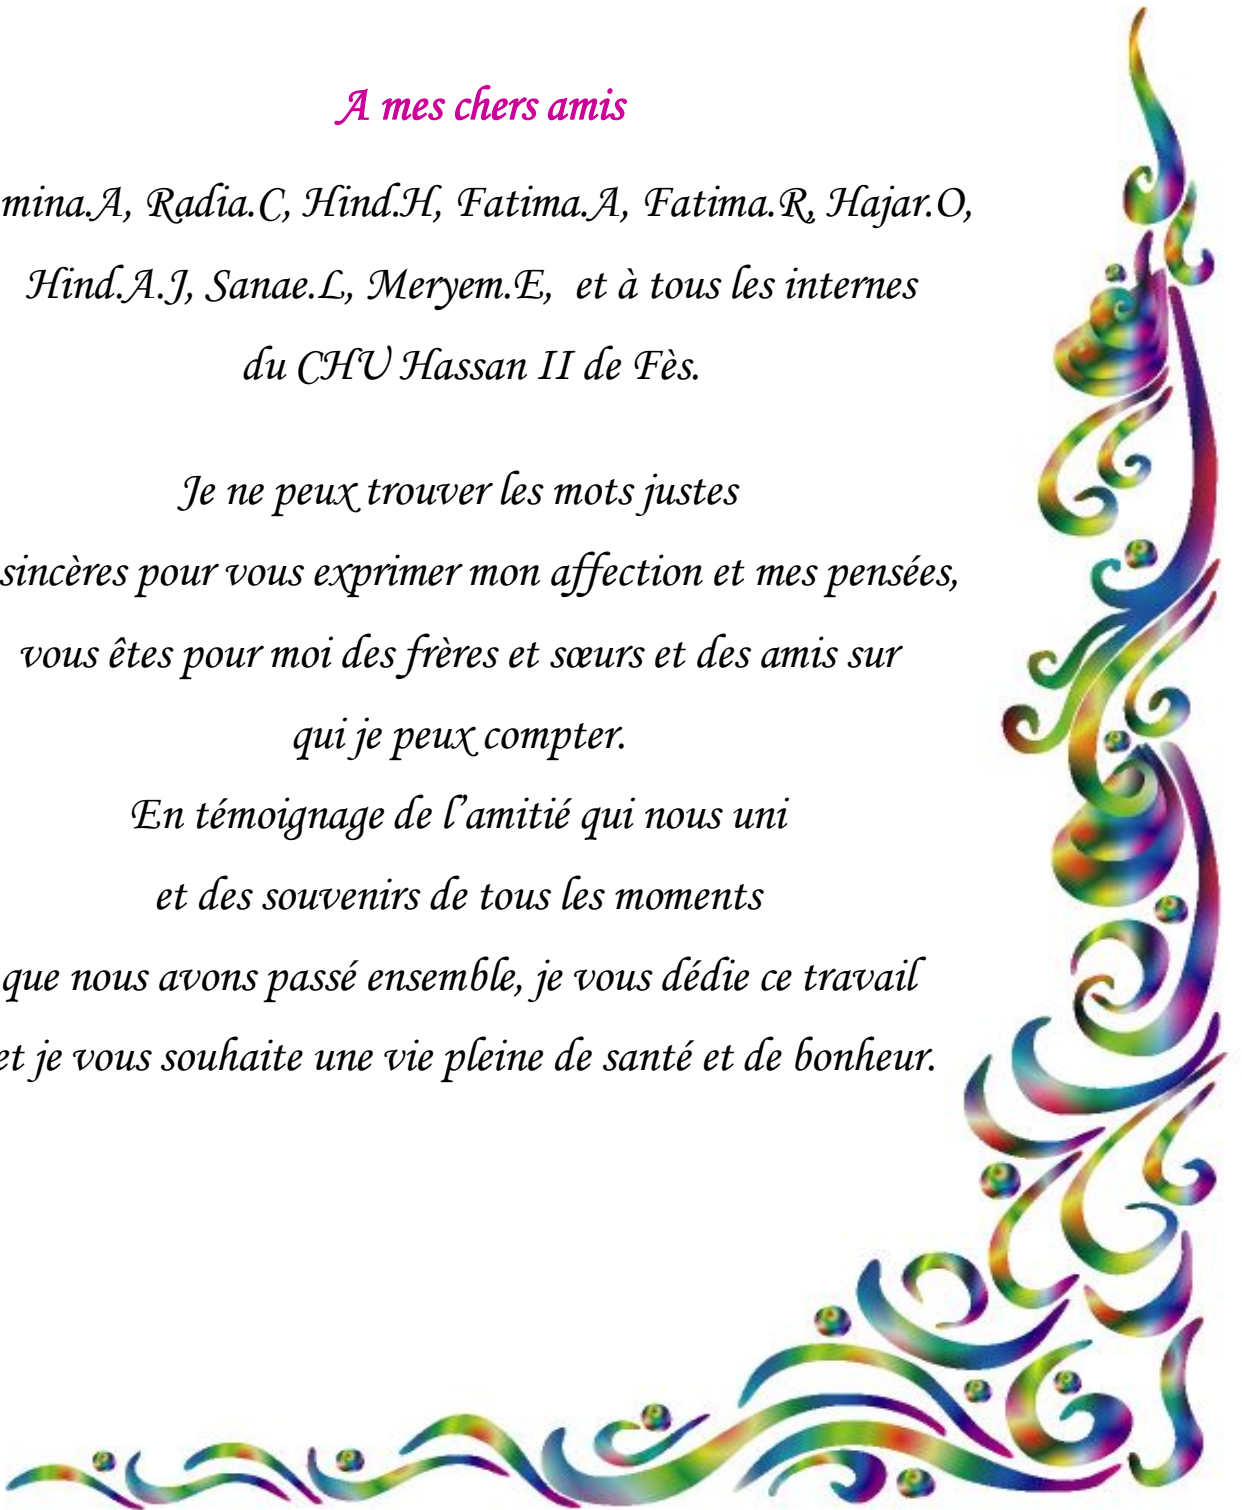 A mes chers amis
mina.A, Radia.C, Hind.H, Fatima.A, Fatima.R, Hajar.O,
Hind.A.J, Sanae.L, Meryem.E, et à tous les internes
du CHU Hassan II de Fès.
Je ne peux trouver les mots justes
sincères pour vous exprimer mon affection et mes pensées,
vous êtes pour moi des frères et sœurs et des amis sur
qui je peux compter.
En témoignage de l’amitié qui nous uni
et des souvenirs de tous les moments
que nous avons passé ensemble, je vous dédie ce travail
et je vous souhaite une vie pleine de santé et de bonheur.